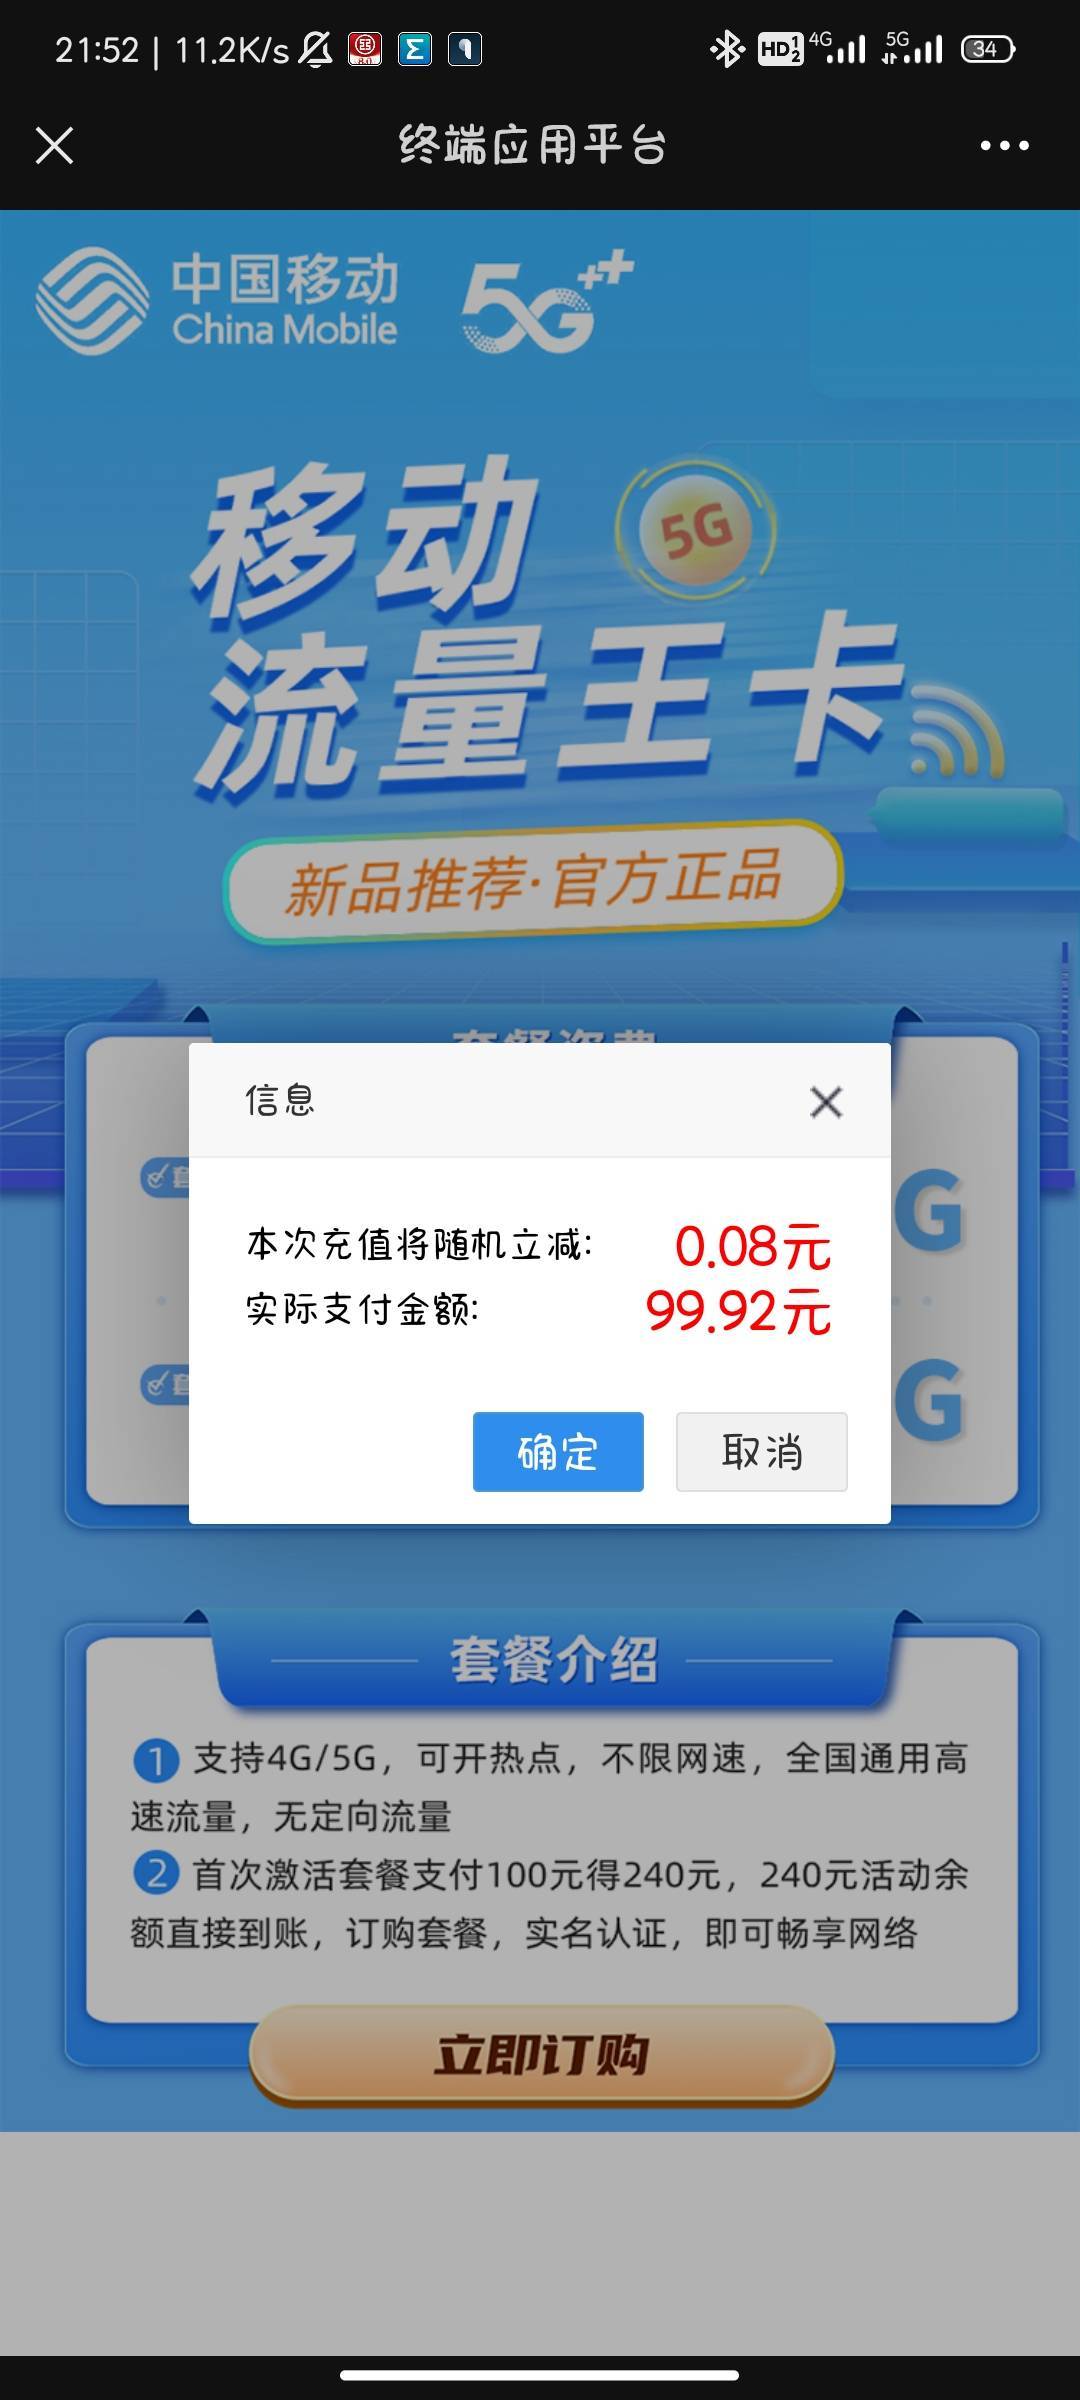 21:52 | 11.2K/s
HD 1 2 4G 5G 34
终端应用平台
中国移动
China Mobile
5G++
移动
5G
流量王卡
新品推荐·官方正品
信息
本次充值将随机立减: 0.08元
实际支付金额: 99.92元
确定 取消
G
G
套餐介绍
1 支持4G/5G，可开热点，不限网速，全国通用高
速流量，无定向流量
2 首次激活套餐支付100元得240元，240元活动余
额直接到账，订购套餐，实名认证，即可畅享网络
立即订购